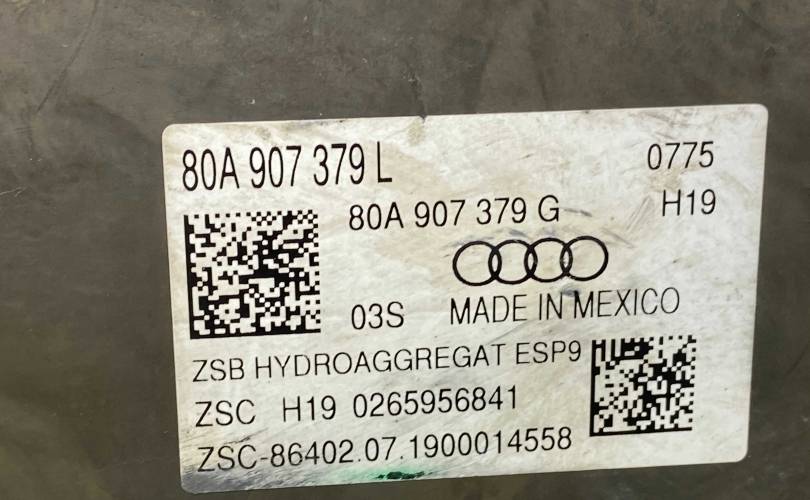 80A 907 379 L 0775
80A 907 379 G H19
03S MADE IN MEXICO
ZSB HYDROAGGREGAT ESP9
ZSC H19 0265956841
ZSC-86402.07.1900014558